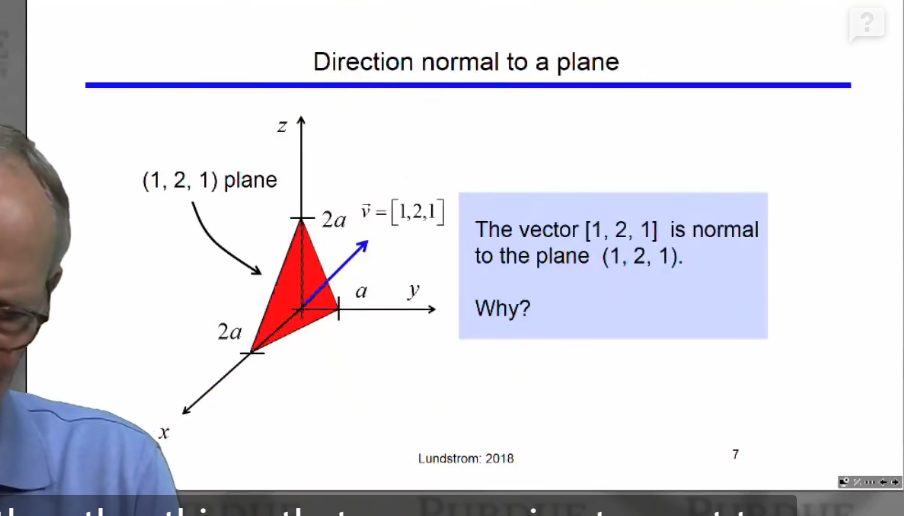 Direction normal to a plane
z
(1, 2, 1) plane
2a
v⃗ = [1,2,1]
The vector [1, 2, 1] is normal
to the plane (1, 2, 1).
a
y
Why?
2a
x
Lundstrom: 2018
7
?